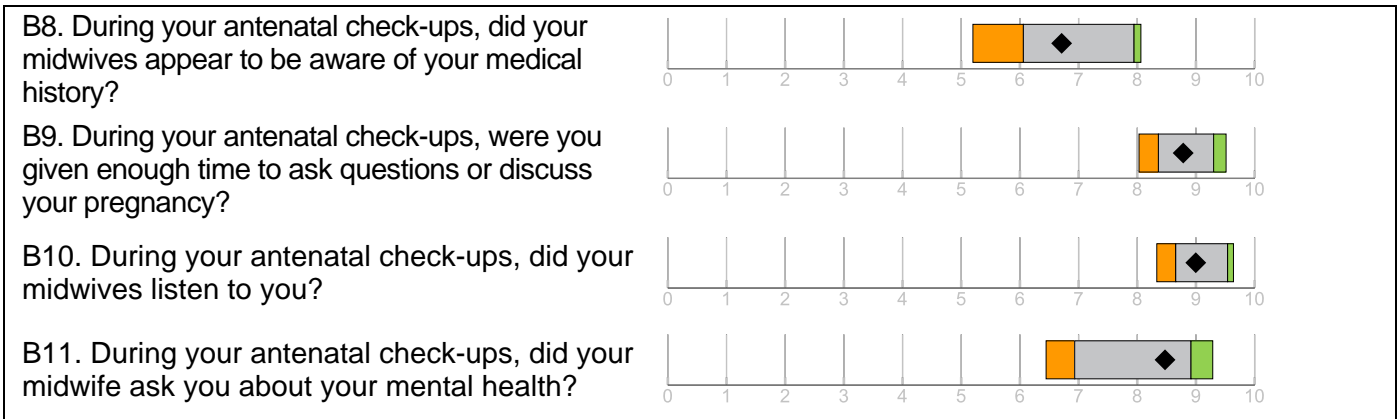 B8. During your antenatal check-ups, did your
midwives appear to be aware of your medical
history?
0 1 2 3 4 5 6 7 8 9 10
B9. During your antenatal check-ups, were you
given enough time to ask questions or discuss
your pregnancy?
0 1 2 3 4 5 6 7 8 9 10
B10. During your antenatal check-ups, did your
midwives listen to you?
0 1 2 3 4 5 6 7 8 9 10
B11. During your antenatal check-ups, did your
midwife ask you about your mental health?
0 1 2 3 4 5 6 7 8 9 10